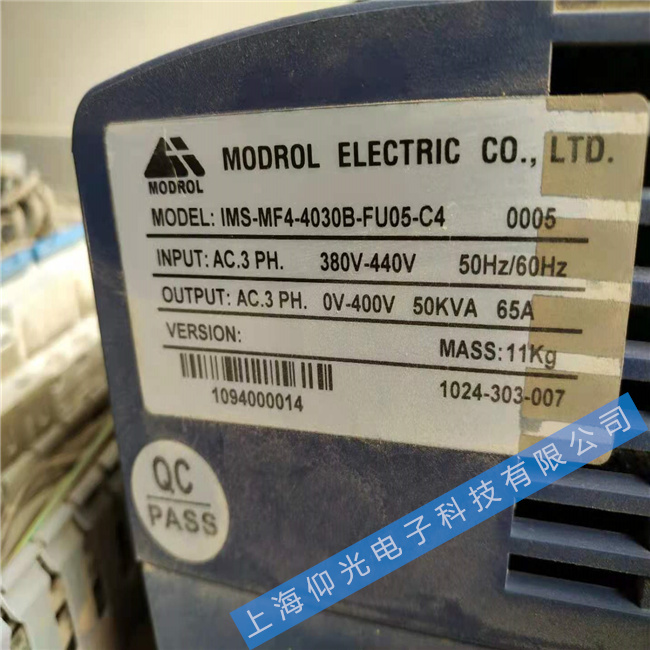 MODROL ELECTRIC CO., LTD.
MODROL
MODEL: IMS-MF4-4030B-FU05-C4 0005
INPUT: AC.3 PH. 380V-440V 50Hz/60Hz
OUTPUT: AC.3 PH. 0V-400V 50KVA 65A
VERSION:
MASS: 11Kg
1094000014
1024-303-007
QC
PASS
上海仰光电子科技有限公司